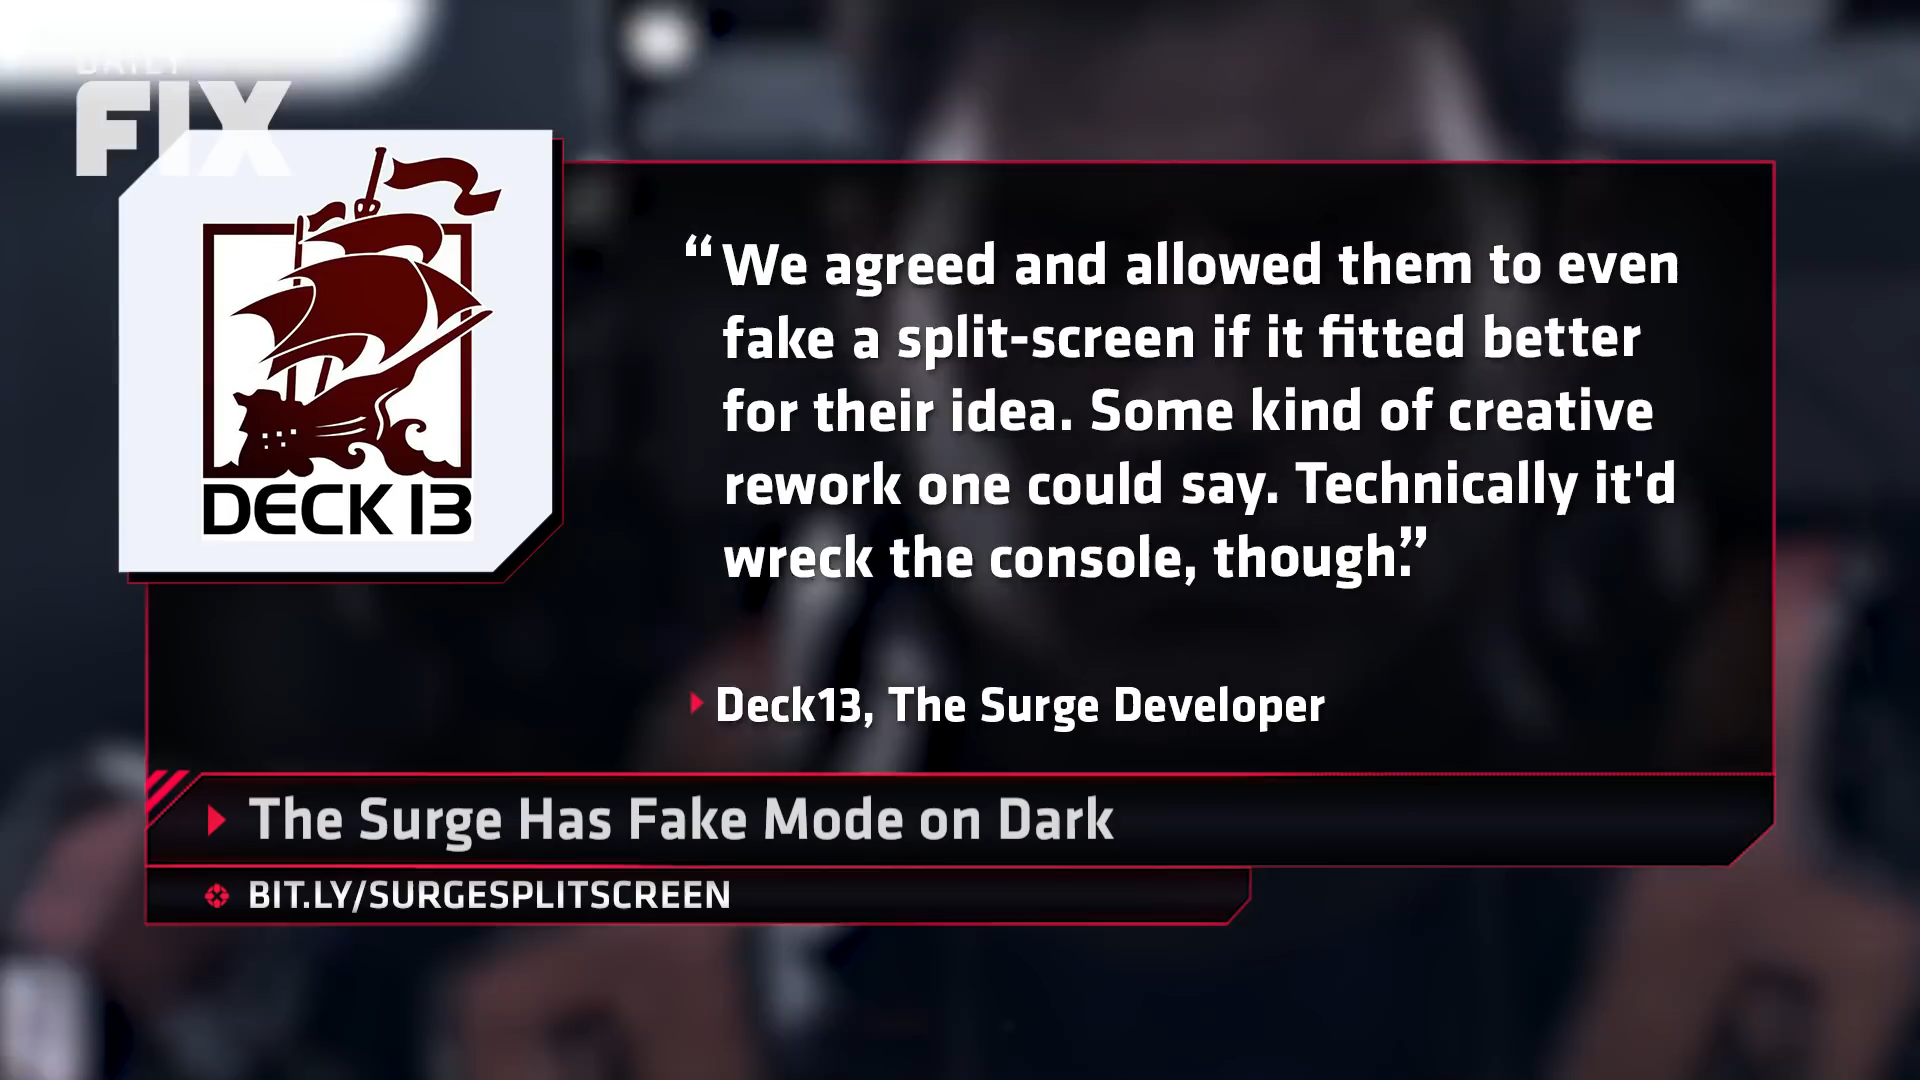 DAILY
FIX
DECK 13
“We agreed and allowed them to even
fake a split-screen if it fitted better
for their idea. Some kind of creative
rework one could say. Technically it'd
wreck the console, though.”
Deck13, The Surge Developer
The Surge Has Fake Mode on Dark
BIT.LY/SURGESPLITSCREEN